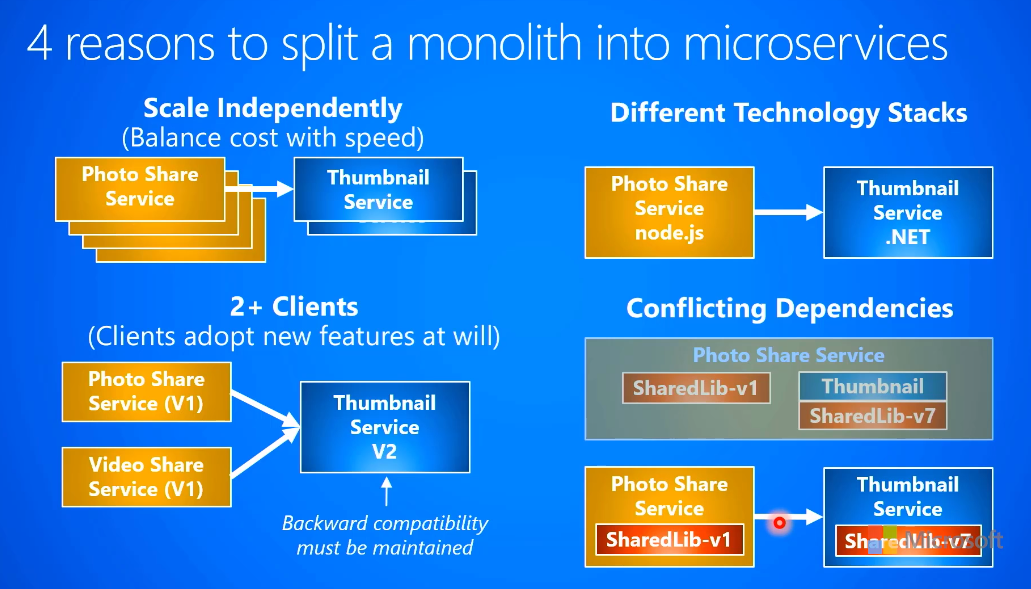 4 reasons to split a monolith into microservices
Scale Independently
(Balance cost with speed)
Photo Share
Service
Thumbnail
Service
Different Technology Stacks
Photo Share
Service
node.js
Thumbnail
Service
.NET
2+ Clients
(Clients adopt new features at will)
Photo Share
Service (V1)
Video Share
Service (V1)
Thumbnail
Service
V2
Backward compatibility
must be maintained
Conflicting Dependencies
Photo Share Service
SharedLib-v1
Thumbnail
SharedLib-v7
Photo Share
Service
SharedLib-v1
Thumbnail
Service
SharedLib-v7
Microsoft